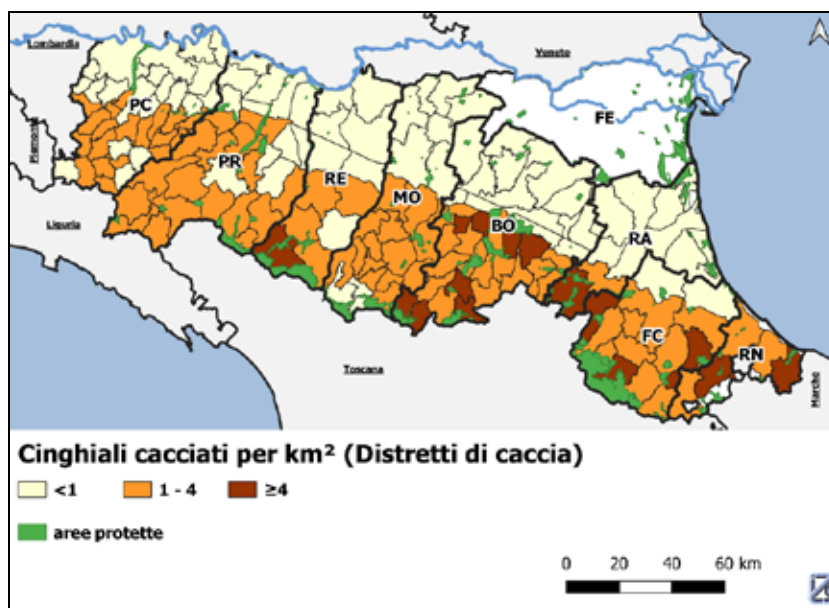 Lombardia
Veneto
PC
FE
Piemonte
PR
RE
MO
BO
RA
Liguria
FC
RN
Toscana
Marche
Cinghiali cacciati per km² (Distretti di caccia)
<1 1 - 4 ≥4
aree protette
0 20 40 60 km